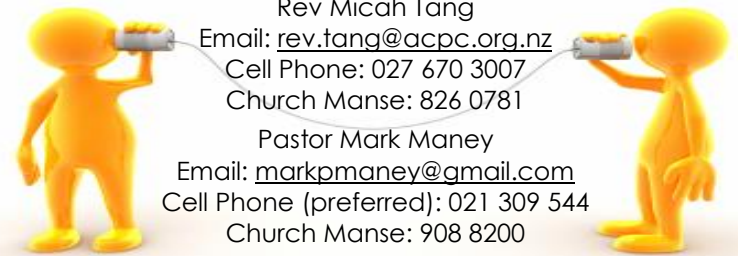 Rev Micah Tang
Email: rev.tang@acpc.org.nz
Cell Phone: 027 670 3007
Church Manse: 826 0781
Pastor Mark Maney
Email: markpmaney@gmail.com
Cell Phone (preferred): 021 309 544
Church Manse: 908 8200